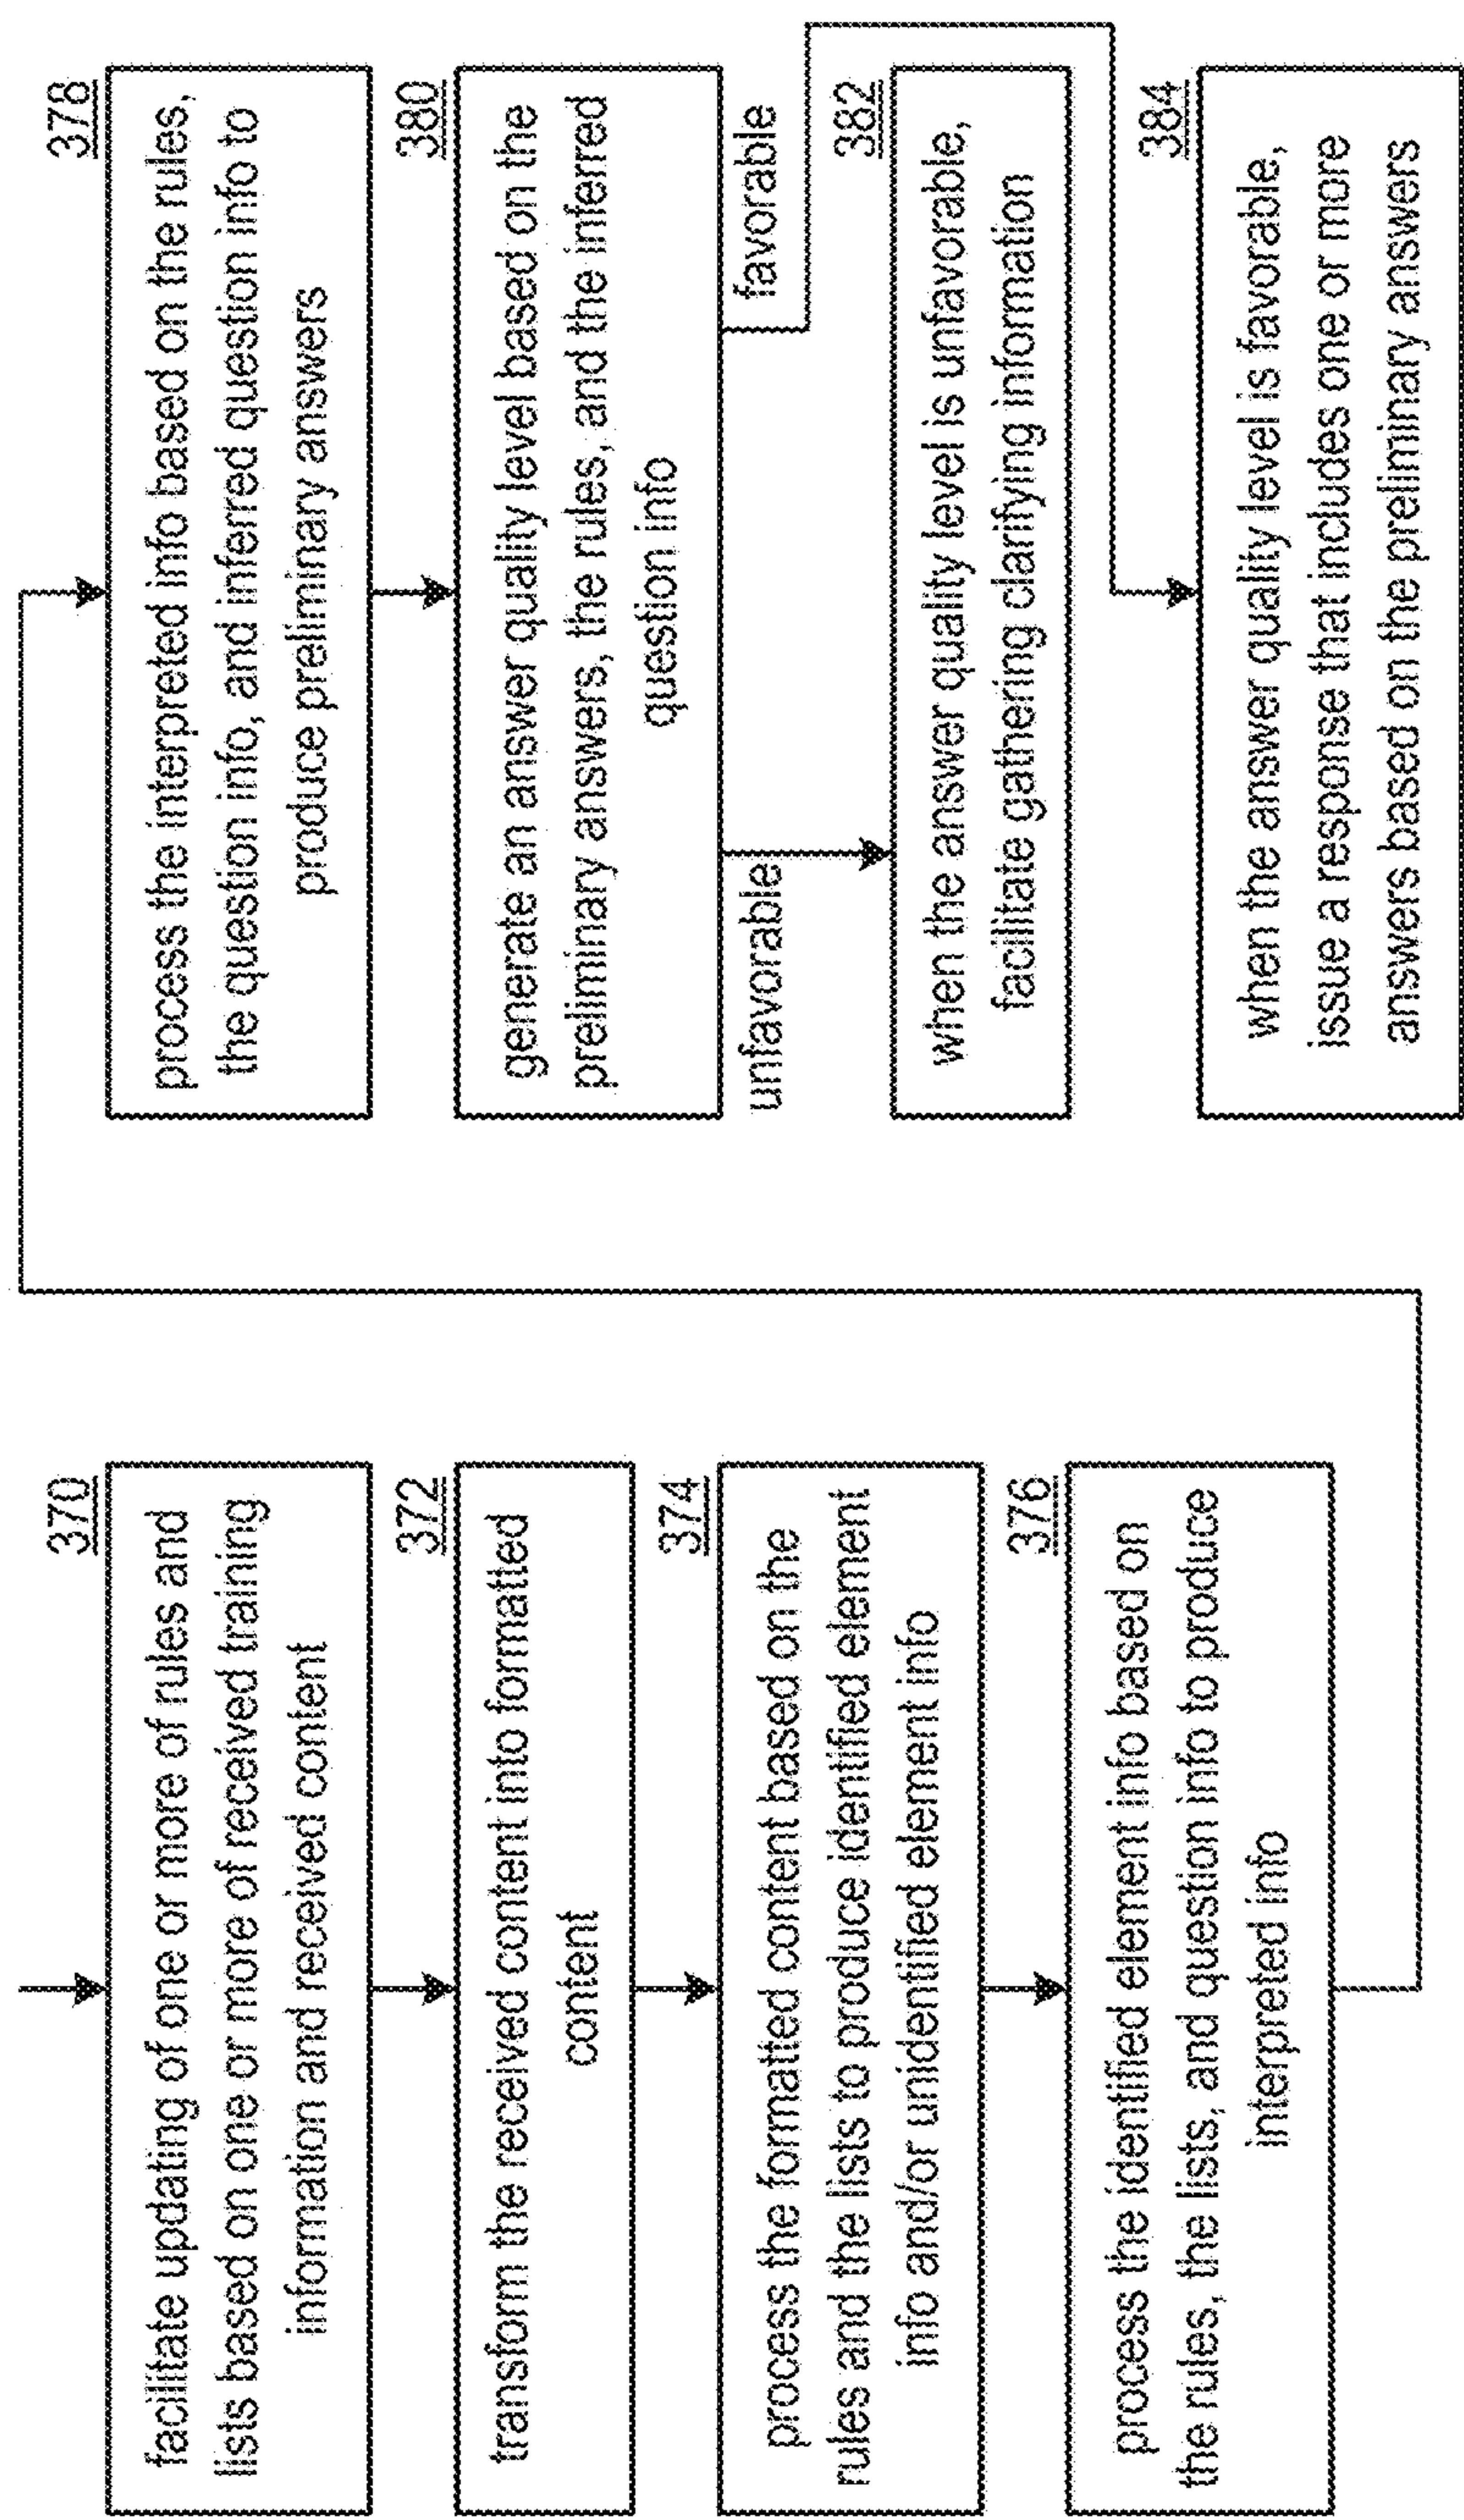 370
facilitate updating of one or more of rules and
lists based on one or more of received training
information and received content
372
transform the received content into formatted
content
374
process the formatted content based on the
rules and the lists to produce identified element
info and/or unidentified element info
376
process the identified element info based on
the rules, the lists, and question info to produce
interpreted info
378
process the interpreted info based on the rules,
the question info, and inferred question info to
produce preliminary answers
380
generate an answer quality level based on the
preliminary answers, the rules, and the inferred
question info
unfavorable
favorable
382
when the answer quality level is unfavorable,
facilitate gathering clarifying information
384
when the answer quality level is favorable,
issue a response that includes one or more
answers based on the preliminary answers